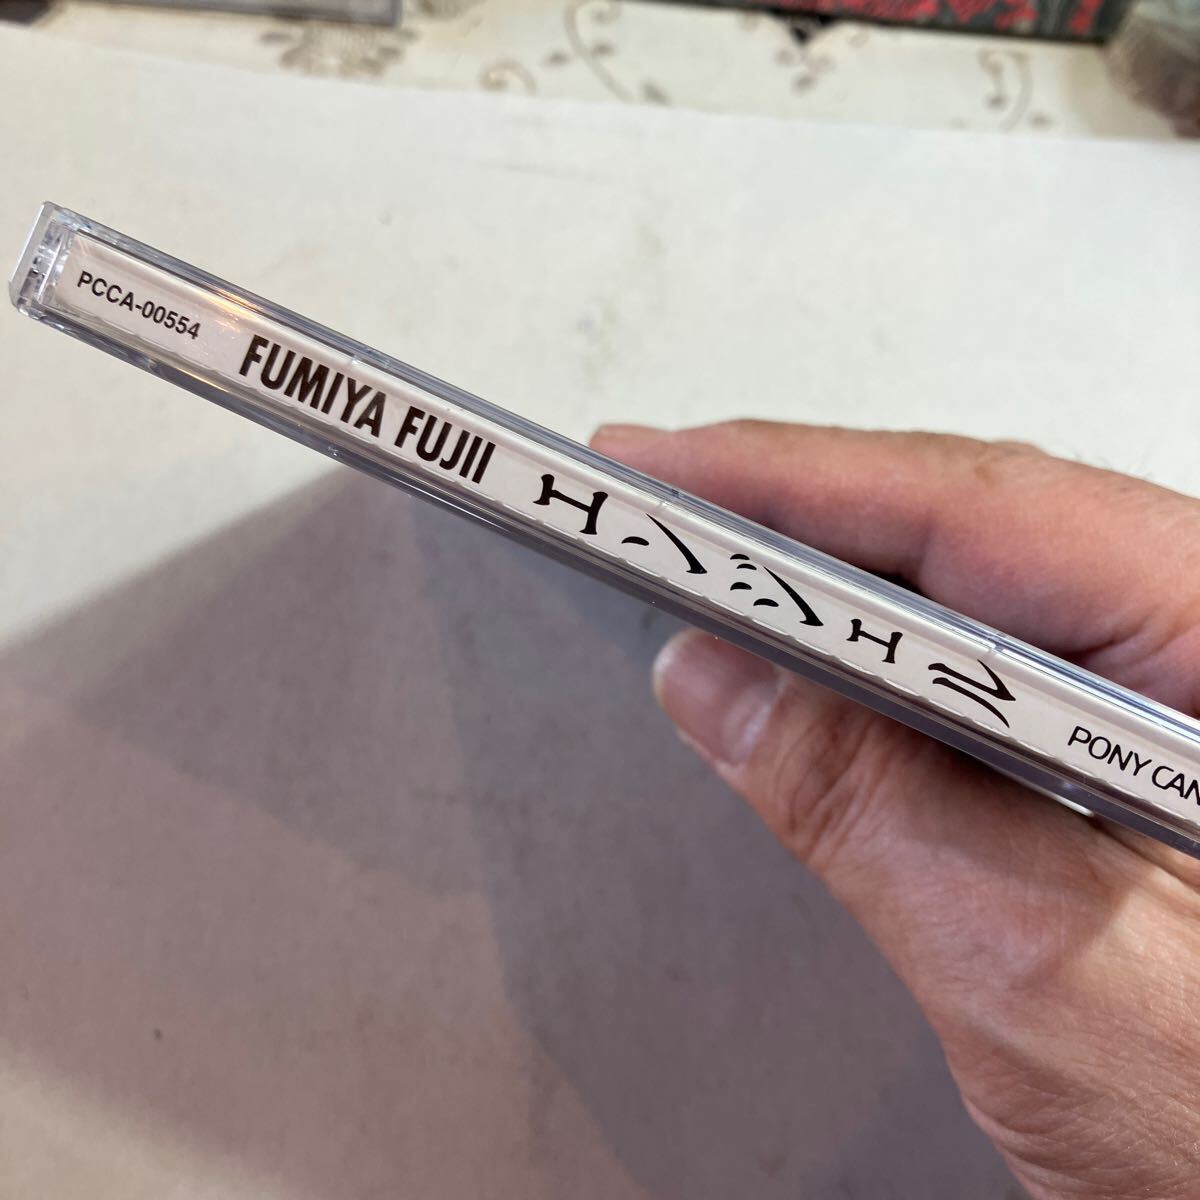 PCCA-00554 FUMIYA FUJII エンジェル PONY CAN